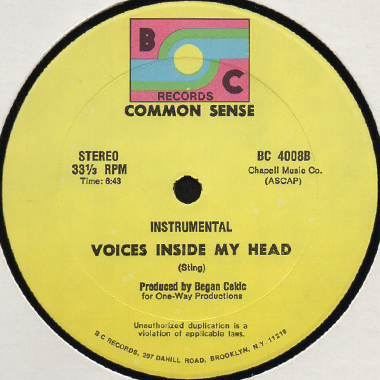 B
C
RECORDS
COMMON SENSE
STEREO
33⅓ RPM
Time: 6:43
BC 4008B
Chapell Music Co.
(ASCAP)
INSTRUMENTAL
VOICES INSIDE MY HEAD
(Sting)
Produced by Began Cekic
for One-Way Productions
Unauthorized duplication is a
violation of applicable laws.
B C RECORDS, 297 DAHILL ROAD, BROOKLYN, N.Y. 11218